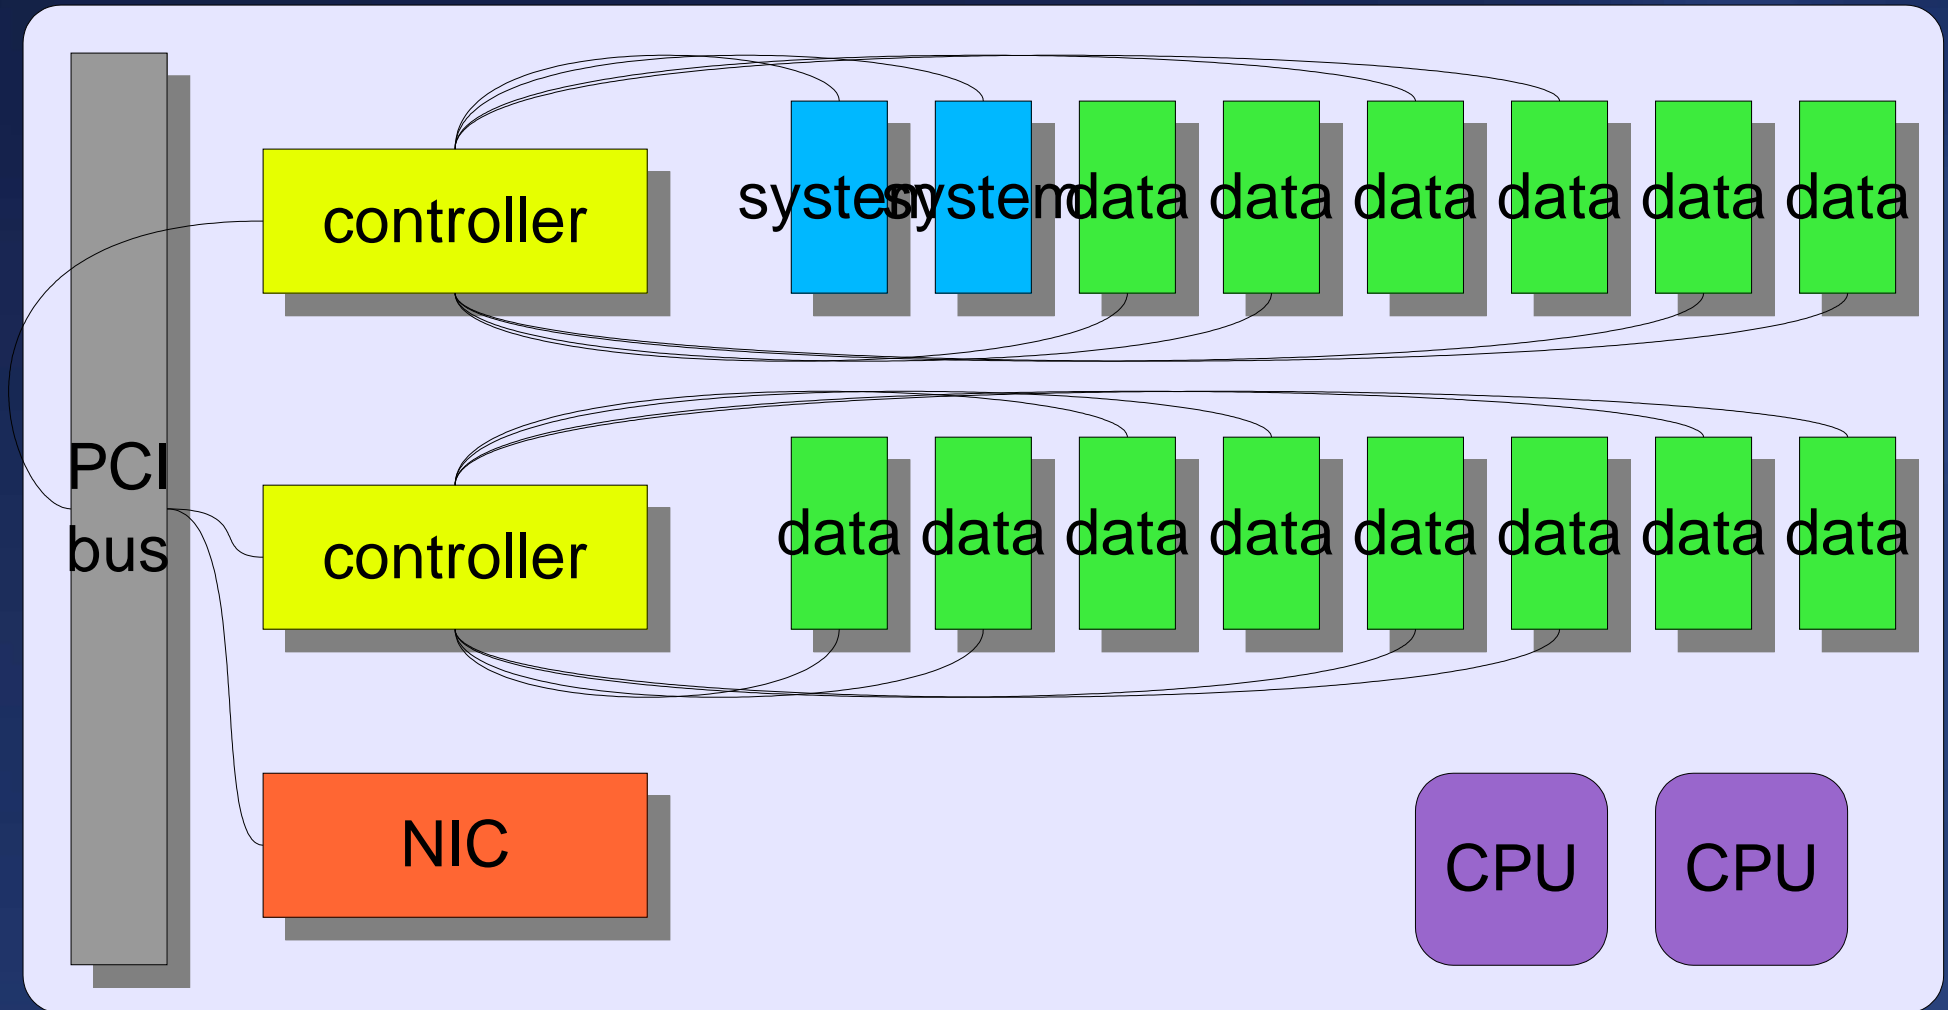 controller
system
system
data
data
data
data
data
data
PCI
bus
controller
data
data
data
data
data
data
data
data
NIC
CPU
CPU